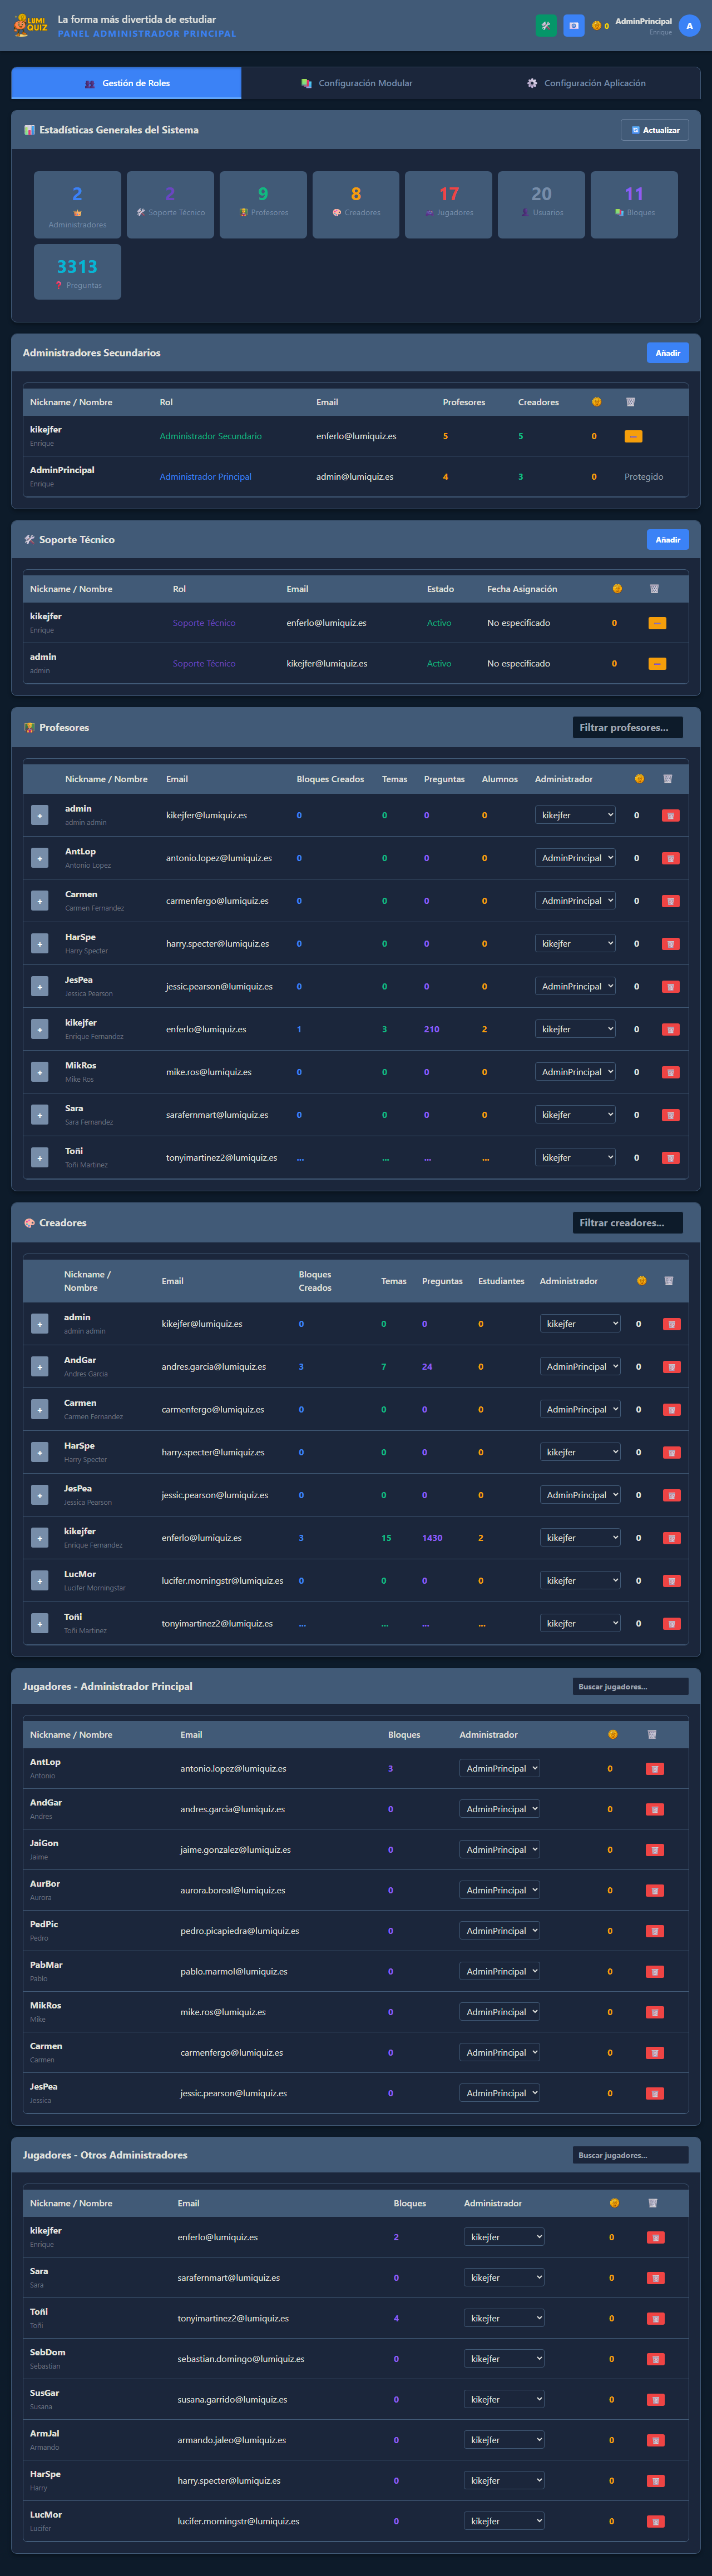 LUMI
QUIZ
La forma más divertida de estudiar
PANEL ADMINISTRADOR PRINCIPAL
0
AdminPrincipal
Enrique
A
Gestión de Roles
Configuración Modular
Configuración Aplicación
Estadísticas Generales del Sistema
Actualizar
2
Administradores
2
Soporte Técnico
9
Profesores
8
Creadores
17
Jugadores
20
Usuarios
11
Bloques
3313
Preguntas
Administradores Secundarios
Añadir
Nickname / Nombre Rol Email Profesores Creadores
kikejfer
Enrique
Administrador Secundario enferlo@lumiquiz.es 5 5 0
AdminPrincipal
Enrique
Administrador Principal admin@lumiquiz.es 4 3 0 Protegido
Soporte Técnico
Añadir
Nickname / Nombre Rol Email Estado Fecha Asignación
kikejfer
Enrique
Soporte Técnico enferlo@lumiquiz.es Activo No especificado 0
admin
admin
Soporte Técnico kikejfer@lumiquiz.es Activo No especificado 0
Profesores
Filtrar profesores...
Nickname / Nombre Email Bloques Creados Temas Preguntas Alumnos Administrador
+ admin
admin admin
kikejfer@lumiquiz.es 0 0 0 0 kikejfer 0
+ AntLop
Antonio Lopez
antonio.lopez@lumiquiz.es 0 0 0 0 AdminPrincipal 0
+ Carmen
Carmen Fernandez
carmenfergo@lumiquiz.es 0 0 0 0 AdminPrincipal 0
+ HarSpe
Harry Specter
harry.specter@lumiquiz.es 0 0 0 0 kikejfer 0
+ JesPea
Jessica Pearson
jessic.pearson@lumiquiz.es 0 0 0 0 AdminPrincipal 0
+ kikejfer
Enrique Fernandez
enferlo@lumiquiz.es 1 3 210 2 kikejfer 0
+ MikRos
Mike Ros
mike.ros@lumiquiz.es 0 0 0 0 AdminPrincipal 0
+ Sara
Sara Fernandez
sarafernmart@lumiquiz.es 0 0 0 0 kikejfer 0
+ Toñi
Toñi Martinez
tonyimartinez2@lumiquiz.es ... ... ... ... kikejfer 0
Creadores
Filtrar creadores...
Nickname /
Nombre
Email
Bloques
Creados
Temas Preguntas Estudiantes Administrador
+ admin
admin admin
kikejfer@lumiquiz.es 0 0 0 0 kikejfer 0
+ AndGar
Andres Garcia
andres.garcia@lumiquiz.es 3 7 24 0 AdminPrincipal 0
+ Carmen
Carmen Fernandez
carmenfergo@lumiquiz.es 0 0 0 0 AdminPrincipal 0
+ HarSpe
Harry Specter
harry.specter@lumiquiz.es 0 0 0 0 kikejfer 0
+ JesPea
Jessica Pearson
jessic.pearson@lumiquiz.es 0 0 0 0 AdminPrincipal 0
+ kikejfer
Enrique Fernandez
enferlo@lumiquiz.es 3 15 1430 2 kikejfer 0
+ LucMor
Lucifer Morningstar
lucifer.morningstr@lumiquiz.es 0 0 0 0 kikejfer 0
+ Toñi
Toñi Martinez
tonyimartinez2@lumiquiz.es ... ... ... ... kikejfer 0
Jugadores - Administrador Principal
Buscar jugadores...
Nickname / Nombre Email Bloques Administrador
AntLop
Antonio
antonio.lopez@lumiquiz.es 3 AdminPrincipal 0
AndGar
Andres
andres.garcia@lumiquiz.es 0 AdminPrincipal 0
JaiGon
Jaime
jaime.gonzalez@lumiquiz.es 0 AdminPrincipal 0
AurBor
Aurora
aurora.boreal@lumiquiz.es 0 AdminPrincipal 0
PedPic
Pedro
pedro.picapiedra@lumiquiz.es 0 AdminPrincipal 0
PabMar
Pablo
pablo.marmol@lumiquiz.es 0 AdminPrincipal 0
MikRos
Mike
mike.ros@lumiquiz.es 0 AdminPrincipal 0
Carmen
Carmen
carmenfergo@lumiquiz.es 0 AdminPrincipal 0
JesPea
Jessica
jessic.pearson@lumiquiz.es 0 AdminPrincipal 0
Jugadores - Otros Administradores
Buscar jugadores...
Nickname / Nombre Email Bloques Administrador
kikejfer
Enrique
enferlo@lumiquiz.es 2 kikejfer 0
Sara
Sara
sarafernmart@lumiquiz.es 0 kikejfer 0
Toñi
Toñi
tonyimartinez2@lumiquiz.es 4 kikejfer 0
SebDom
Sebastian
sebastian.domingo@lumiquiz.es 0 kikejfer 0
SusGar
Susana
susana.garrido@lumiquiz.es 0 kikejfer 0
ArmJal
Armando
armando.jaleo@lumiquiz.es 0 kikejfer 0
HarSpe
Harry
harry.specter@lumiquiz.es 0 kikejfer 0
LucMor
Lucifer
lucifer.morningstr@lumiquiz.es 0 kikejfer 0